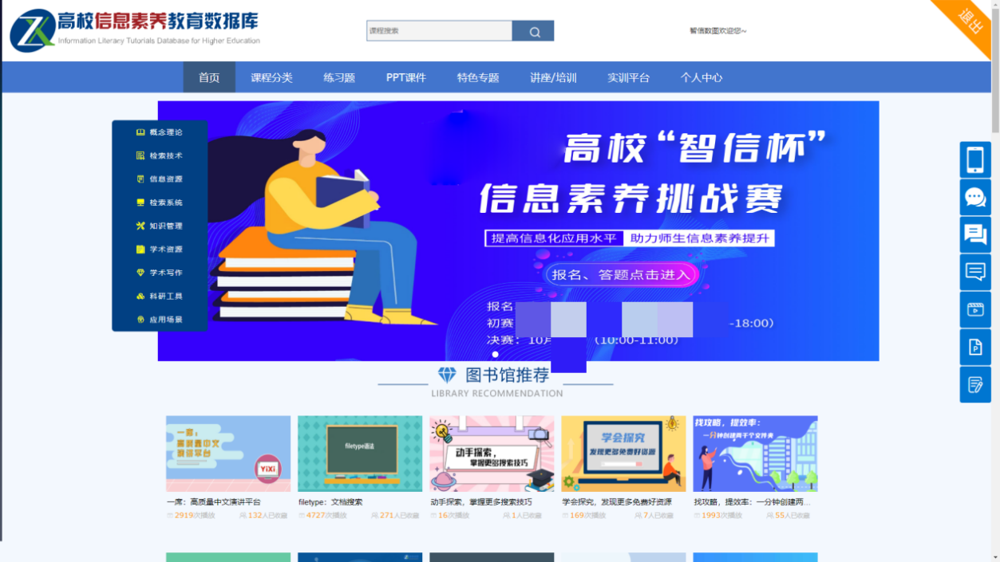 高校信息素养教育数据库
Information Literacy Tutorials Database for Higher Education
课程搜索
智信数图欢迎您~
退出
首页 课程分类 练习题 PPT课件 特色专题 讲座/培训 实训平台 个人中心
概念理论
检索技术
信息资源
检索系统
知识管理
学术资源
学术写作
科研工具
应用场景
高校“智信杯”
信息素养挑战赛
提高信息化应用水平 助力师生信息素养提升
报名、答题点击进入
报名
初赛 -18:00)
决赛：10月 (10:00-11:00)
图书馆推荐
LIBRARY RECOMMENDATION
一席：
高质量中文
演讲平台
YiXi
filetype语法
动手探索，
掌握更多搜索技巧
学会探究
发现更多免费好资源
找攻略，提效率：
一分钟创建两千个文件夹
一席：高质量中文演讲平台
2919次播放 132人已收藏
filetype：文档搜索
4727次播放 271人已收藏
动手探索，掌握更多搜索技巧
16次播放 1人已收藏
学会探究，发现更多免费好资源
169次播放 7人已收藏
找攻略，提效率：一分钟创建两...
1993次播放 55人已收藏